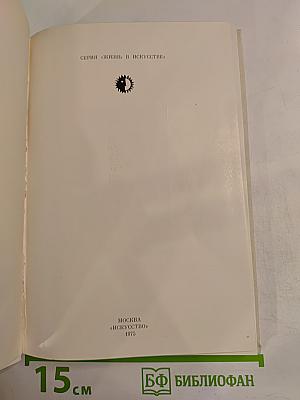 СЕРИЯ «ЖИЗНЬ В ИСКУССТВЕ»
МОСКВА
«ИСКУССТВО»
1975
15 см
БФ БИБЛИОФАН